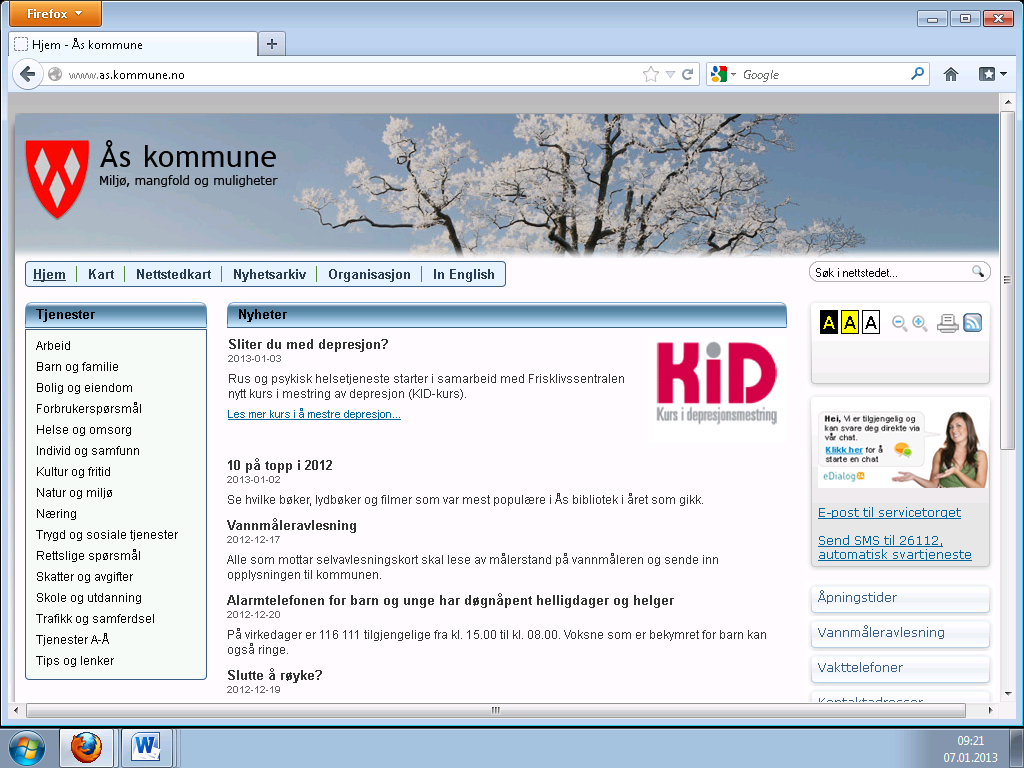 Firefox
Hjem - Ås kommune
www.as.kommune.no
Google
Ås kommune
Miljø, mangfold og muligheter
Hjem
Kart
Nettstedkart
Nyhetsarkiv
Organisasjon
In English
Søk i nettstedet...
Tjenester
Arbeid
Barn og familie
Bolig og eiendom
Forbrukerspørsmål
Helse og omsorg
Individ og samfunn
Kultur og fritid
Natur og miljø
Næring
Trygd og sosiale tjenester
Rettslige spørsmål
Skatter og avgifter
Skole og utdanning
Trafikk og samferdsel
Tjenester A-Å
Tips og lenker
Nyheter
Sliter du med depresjon?
2013-01-03
Rus og psykisk helsetjeneste starter i samarbeid med Frisklivssentralen
nytt kurs i mestring av depresjon (KID-kurs).
Les mer kurs i å mestre depresjon...
KiD
Kurs i depresjonsmestring
10 på topp i 2012
2013-01-02
Se hvilke bøker, lydbøker og filmer som var mest populære i Ås bibliotek i året som gikk.
Vannmåleravlesning
2012-12-17
Alle som mottar selvavlesningskort skal lese av målerstand på vannmåleren og sende inn
opplysningen til kommunen.
Alarmtelefonen for barn og unge har døgnåpent helligdager og helger
2012-12-20
På virkedager er 116 111 tilgjengelige fra kl. 15.00 til kl. 08.00. Voksne som er bekymret for barn kan
også ringe.
Slutte å røyke?
2012-12-19
A A A
Hei, Vi er tilgjengelig og
kan svare deg direkte via
vår chat.
Klikk her for å
starte en chat
eDialog24
E-post til servicetorget
Send SMS til 26112,
automatisk svartjeneste
Åpningstider
Vannmåleravlesning
Vakttelefoner
Kontaktadresser
W
09:21
07.01.2013